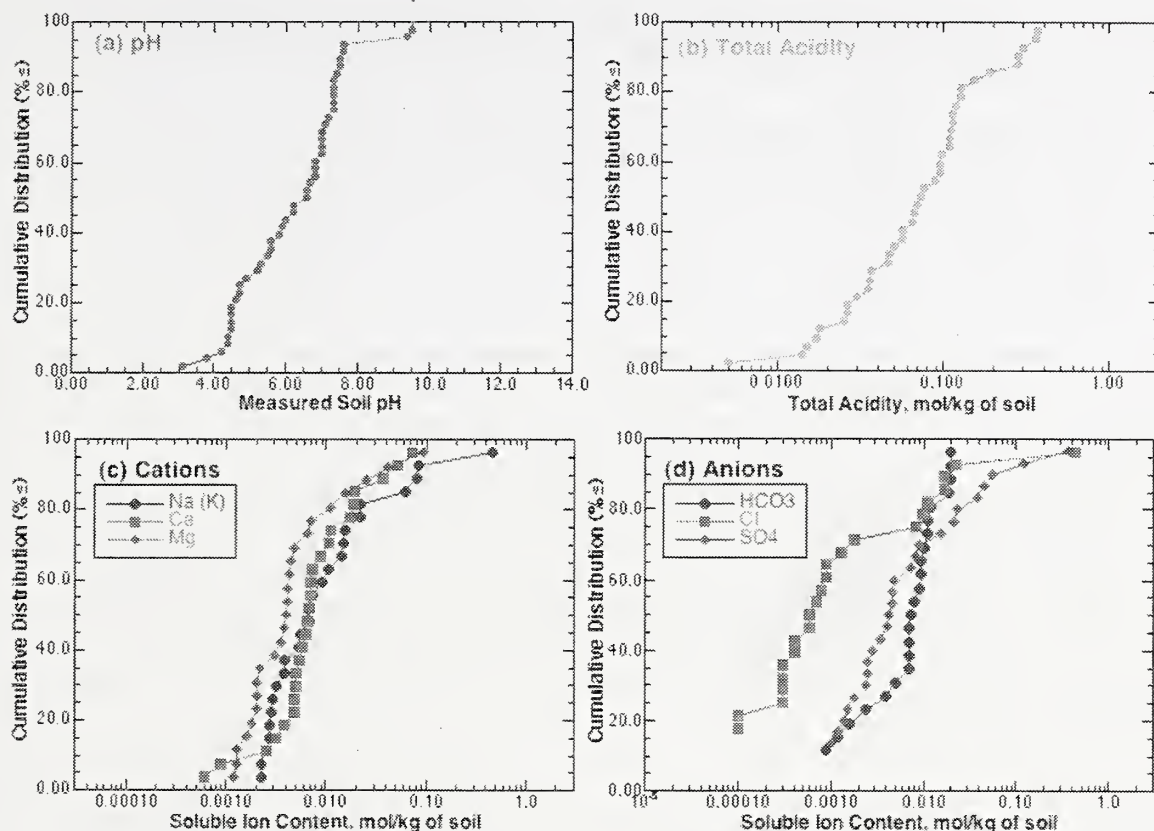 (a) pH
Cumulative Distribution (% ≤)
100
80.0
60.0
40.0
20.0
0.00
0.00 2.00 4.00 6.00 8.00 10.0 12.0 14.0
Measured Soil pH
(b) Total Acidity
Cumulative Distribution (% ≤)
100
80.0
60.0
40.0
20.0
0.00
0.0100 0.100 1.00
Total Acidity, mol/kg of soil
(c) Cations
Na (K)
Ca
Mg
Cumulative Distribution (% ≤)
100
80.0
60.0
40.0
20.0
0.00
0.00010 0.0010 0.010 0.10 1.0
Soluble Ion Content, mol/kg of soil
(d) Anions
HCO3
Cl
SO4
Cumulative Distribution (% ≤)
100
80.0
60.0
40.0
20.0
0.00
0.00010 0.0010 0.010 0.10 1.0
Soluble Ion Content, mol/kg of soil